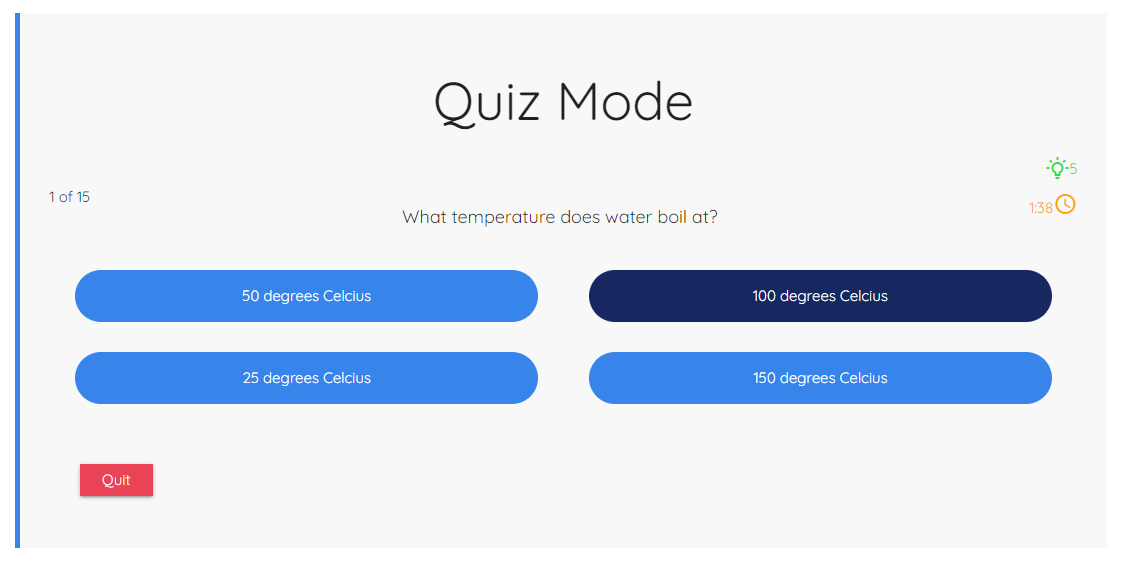 Quiz Mode
5
1 of 15
1:38
What temperature does water boil at?
50 degrees Celcius
100 degrees Celcius
25 degrees Celcius
150 degrees Celcius
Quit